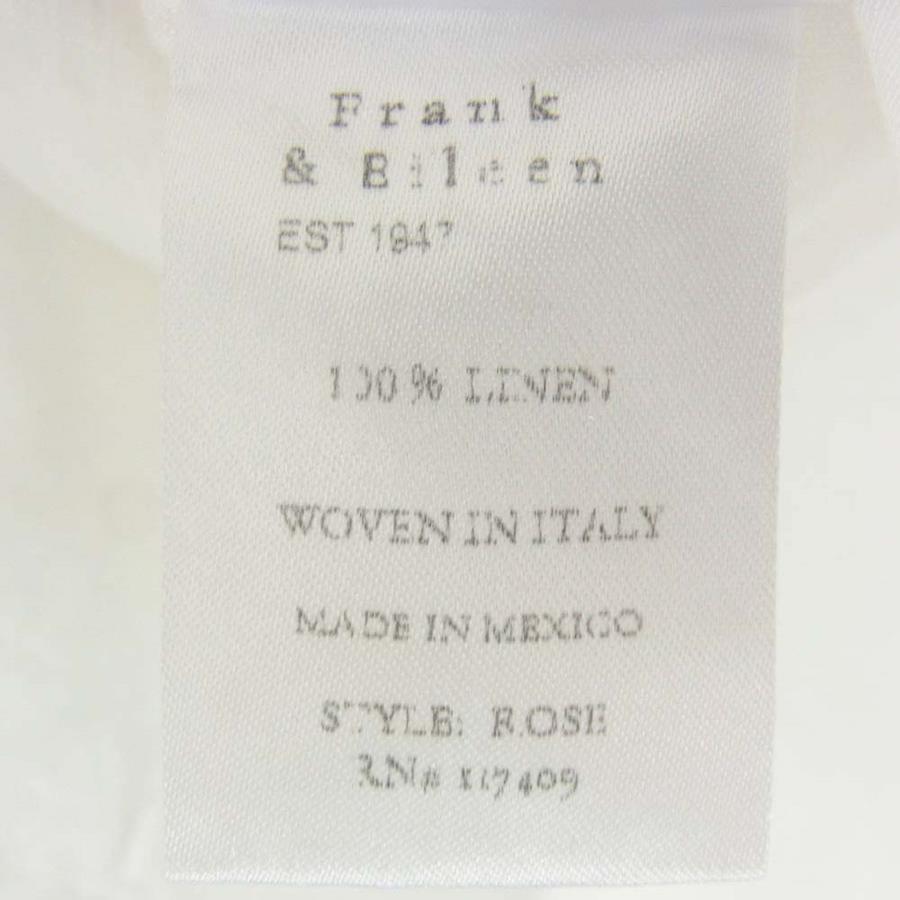 Frank
& Eileen
EST 1947
100% LINEN
WOVEN IN ITALY
MADE IN MEXICO
STYLE: ROSE
RN# 117409